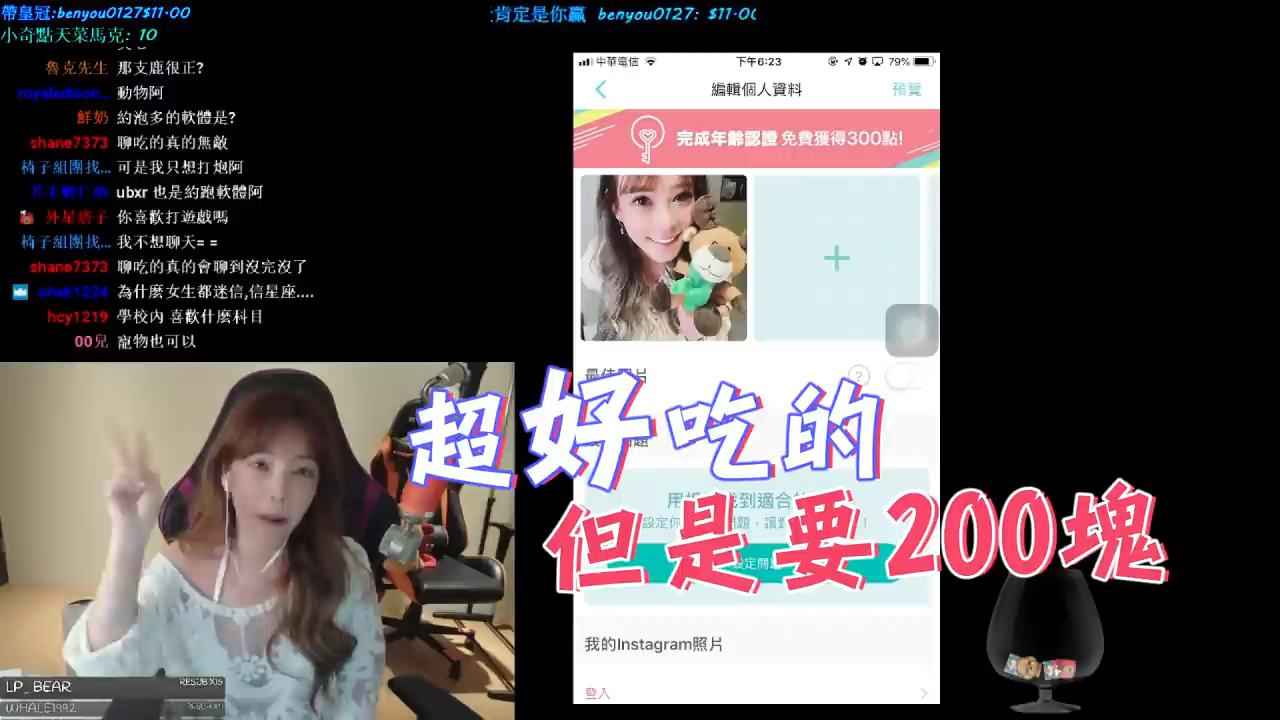 帶皇冠:benyou0127$11.00
肯定是你贏 benyou0127: $11.00
小奇點天菜馬克: 10
魯克先生 那支鹿很正?
royaledison... 動物阿
鮮奶 約泡多的軟體是?
shane7373 聊吃的真的無敵
椅子組團找... 可是我只想打炮阿
ubxr 也是約跑軟體阿
外星痞子 你喜歡打遊戲嗎
椅子組團找... 我不想聊天= =
shane7373 聊吃的真的會聊到沒完沒了
ohak1224 為什麼女生都迷信,信星座....
hcy1219 學校內 喜歡什麼科目
00兒 寵物也可以
中華電信 下午6:23 79%
編輯個人資料 預覽
完成年齡認證 免費獲得300點!
最佳照片
?
超好吃的
但是要200塊
我的Instagram照片
登入
LP_BEAR RESUB:X15
WHALE1992